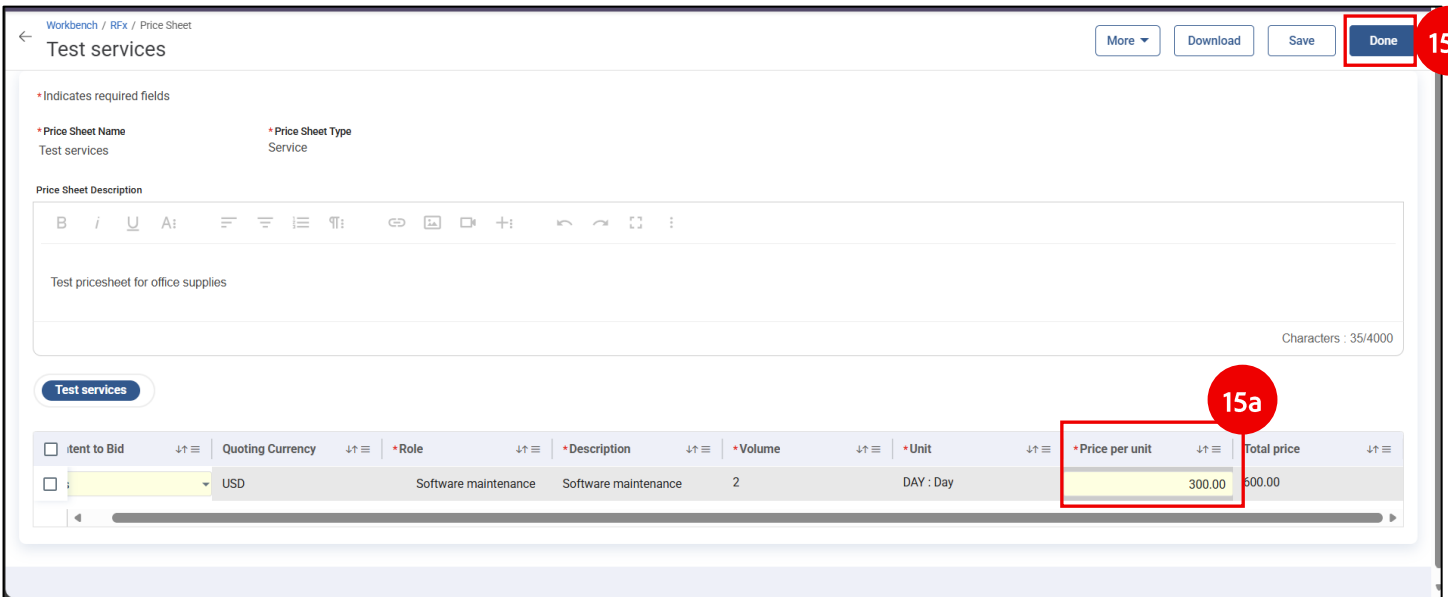 Workbench / RFx / Price Sheet
Test services
More
Download
Save
Done
*Indicates required fields
*Price Sheet Name
*Price Sheet Type
Test services
Service
Price Sheet Description
B i U A
Test pricesheet for office supplies
Characters : 35/4000
Test services
15a
tent to Bid
Quoting Currency
*Role
*Description
*Volume
*Unit
*Price per unit
Total price
USD
Software maintenance
Software maintenance
2
DAY : Day
300.00
600.00